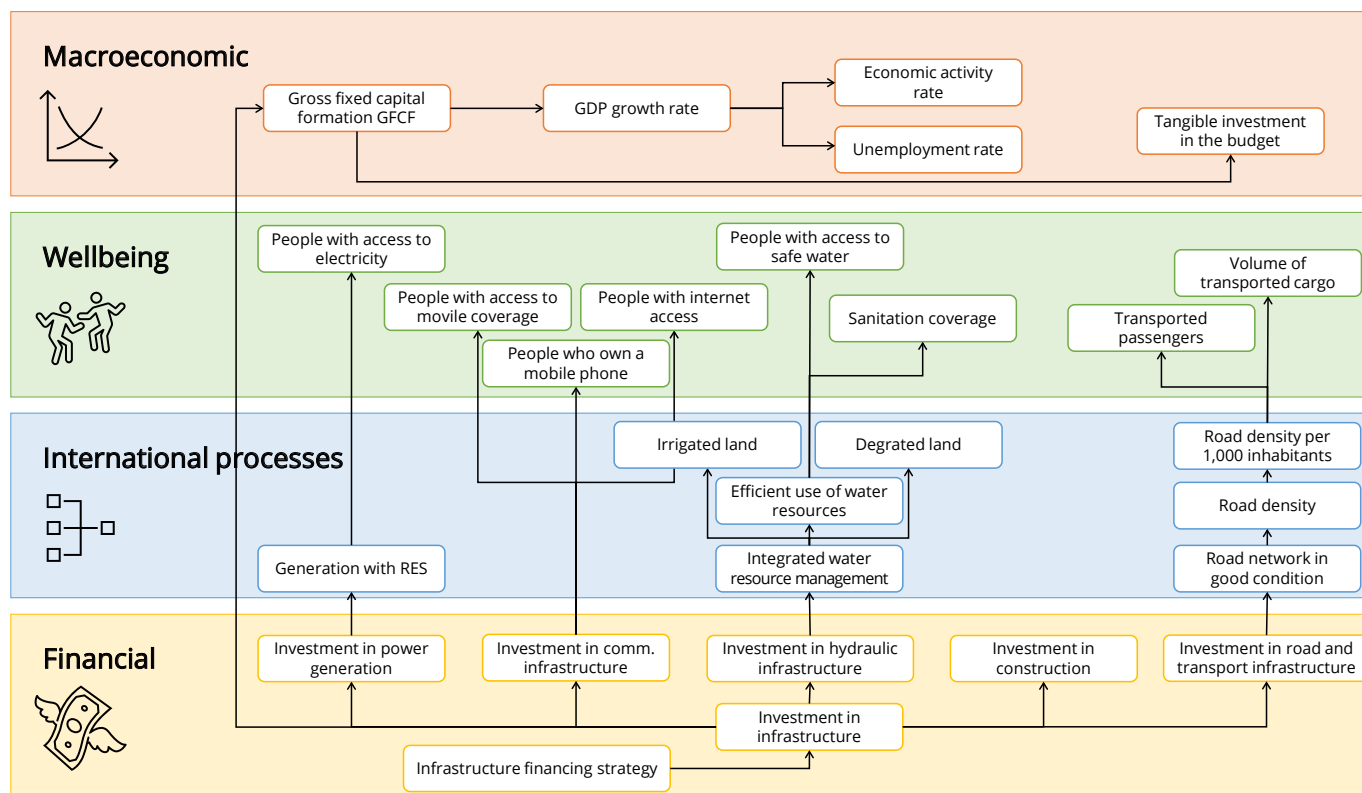 Macroeconomic
Gross fixed capital
formation GFCF
GDP growth rate
Economic activity
rate
Unemployment rate
Tangible investment
in the budget
Wellbeing
People with access to
electricity
People with access to
movile coverage
People with internet
access
People who own a
mobile phone
People with access to
safe water
Sanitation coverage
Volume of
transported cargo
Transported
passengers
International processes
Irrigated land
Degrated land
Efficient use of water
resources
Integrated water
resource management
Generation with RES
Road density per
1,000 inhabitants
Road density
Road network in
good condition
Financial
Investment in power
generation
Investment in comm.
infrastructure
Investment in hydraulic
infrastructure
Investment in
construction
Investment in road and
transport infrastructure
Investment in
infrastructure
Infrastructure financing strategy